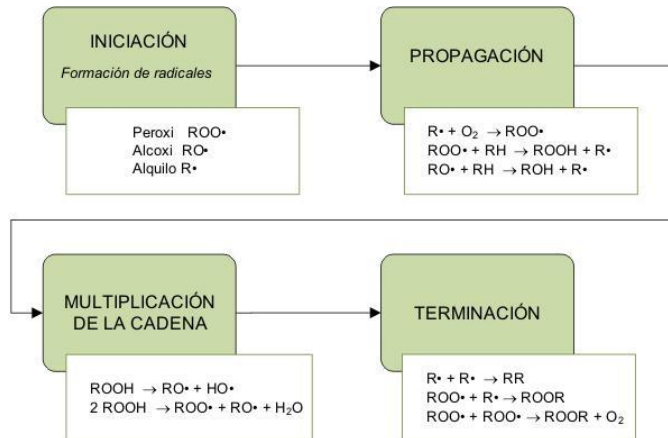 INICIACIÓN
Formación de radicales
Peroxi ROO•
Alcoxi RO•
Alquilo R•
PROPAGACIÓN
R• + O₂ → ROO•
ROO• + RH → ROOH + R•
RO• + RH → ROH + R•
MULTIPLICACIÓN
DE LA CADENA
ROOH → RO• + HO•
2 ROOH → ROO• + RO• + H₂O
TERMINACIÓN
R• + R• → RR
ROO• + R• → ROOR
ROO• + ROO• → ROOR + O₂